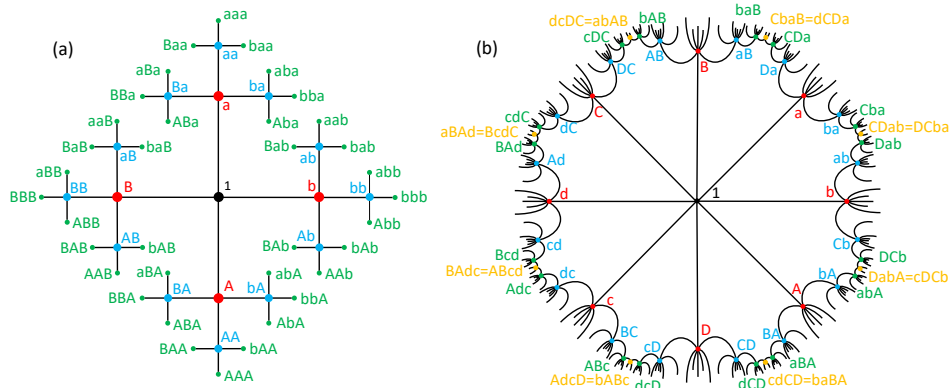 (a)
aaa
Baa
baa
aa
aBa
Ba
BBa
ABa
a
aba
ba
bba
Aba
aaB
BaB
baB
aB
aab
Bab
bab
ab
aBB
BB
BBB
ABB
B
1
b
abb
bb
bbb
Abb
AB
BAB
bAB
AAB
Ab
BAb
bAb
AAb
aBA
BA
BBA
ABA
A
abA
bA
bbA
AbA
AA
BAA
bAA
AAA
(b)
dcDC=abAB
bAB
cDC
AB
DC
B
baB
CbaB=dCDa
CDa
aB
Da
C
a
cdC
dC
aBAd=BcdC
BAd
Ad
Cba
ba
CDab=DCba
Dab
ab
d
1
b
cd
Bcd
BAdc=ABcd
Adc
dc
Cb
DCb
DabA=cDCb
bA
abA
c
A
BC
ABc
cD
AdcD=bABc
dcD
D
BA
aBA
CD
cdCD=baBA
dCD